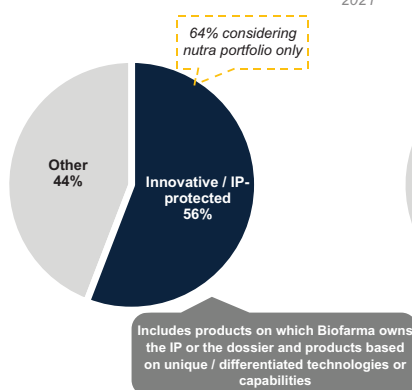 2021
64% considering
nutra portfolio only
Other
44%
Innovative / IP-
protected
56%
Includes products on which Biofarma owns
the IP or the dossier and products based
on unique / differentiated technologies or
capabilities